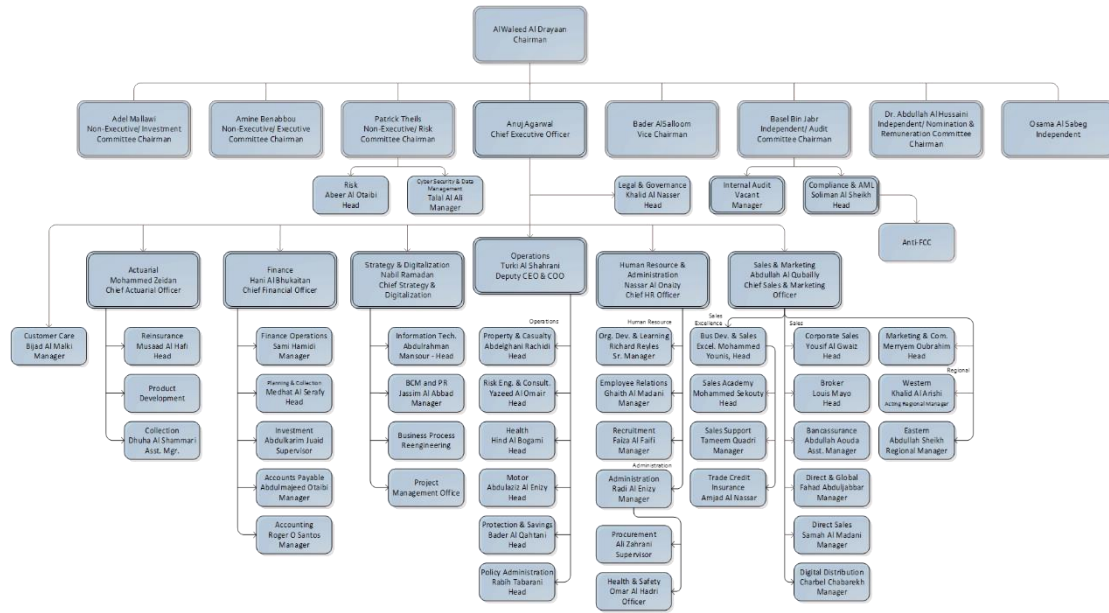 AlWaleed Al Drayaan
Chairman
Adel Mallawi
Non-Executive/ Investment
Committee Chairman
Amine Benabbou
Non-Executive/ Executive
Committee Chairman
Patrick Theils
Non-Executive/ Risk
Committee Chairman
Anuj Agarwal
Chief Executive Officer
Bader AlSalloom
Vice Chairman
Basel Bin Jabr
Independent/ Audit
Committee Chairman
Dr. Abdullah Al Hussaini
Independent/ Nomination &
Remuneration Committee
Chairman
Osama Al Sabeg
Independent
Risk
Abeer Al Otaibi
Head
Cyber Security & Data
Management
Talal Al Ali
Manager
Legal & Governance
Khalid Al Nasser
Head
Internal Audit
Vacant
Manager
Compliance & AML
Soliman Al Sheikh
Head
Anti-FCC
Actuarial
Mohammed Zeidan
Chief Actuarial Officer
Finance
Hani Al Bhukaitan
Chief Financial Officer
Strategy & Digitalization
Nabil Ramadan
Chief Strategy &
Digitalization
Operations
Turki Al Shahrani
Deputy CEO & COO
Human Resource &
Administration
Nassar Al Onaizy
Chief HR Officer
Sales & Marketing
Abdullah Al Qubailly
Chief Sales & Marketing
Officer
Customer Care
Bijad Al Malki
Manager
Reinsurance
Musaad Al Hafi
Head
Product
Development
Collection
Dhuha Al Shammari
Asst. Mgr.
Finance Operations
Sami Hamidi
Manager
Planning & Collection
Medhat Al Serafy
Head
Investment
Abdulkarim Juaid
Supervisor
Accounts Payable
Abdulmajeed Otaibi
Manager
Accounting
Roger O Santos
Manager
Information Tech.
Abdulrahman
Mansour - Head
BCM and PR
Jassim Al Abbad
Manager
Business Process
Reengineering
Project
Management Office
Operations
Property & Casualty
Abdelghani Rachidi
Head
Risk Eng. & Consult.
Yazeed Al Omair
Head
Health
Hind Al Bogami
Head
Motor
Abdulaziz Al Enizy
Head
Protection & Savings
Bader Al Qahtani
Head
Policy Administration
Rabih Tabarani
Head
Human Resource
Org. Dev. & Learning
Richard Reyles
Sr. Manager
Employee Relations
Ghaith Al Madani
Manager
Recruitment
Faiza Al Faifi
Manager
Administration
Administration
Radi Al Enizy
Manager
Procurement
Ali Zahrani
Supervisor
Health & Safety
Omar Al Hadri
Officer
Sales
Excellence
Bus Dev. & Sales
Excel. Mohammed
Younis, Head
Sales Academy
Mohammed Sekouty
Head
Sales Support
Tameem Quadri
Manager
Trade Credit
Insurance
Amjad Al Nassar
Sales
Corporate Sales
Yousif Al Gwaiz
Head
Broker
Louis Mayo
Head
Bancassurance
Abdullah Aouda
Asst. Manager
Direct & Global
Fahad Abduljabbar
Manager
Direct Sales
Samah Al Madani
Manager
Digital Distribution
Charbel Chabarekh
Manager
Marketing & Com.
Merryem Oubrahim
Head
Regional
Western
Khalid Al Arishi
Acting Regional Manager
Eastern
Abdullah Sheikh
Regional Manager